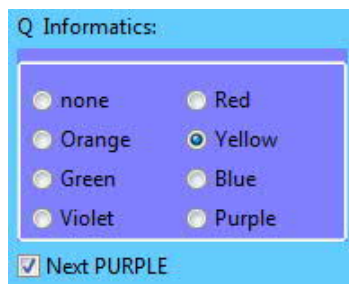 Q Informatics:
none Red
Orange Yellow
Green Blue
Violet Purple
Next PURPLE